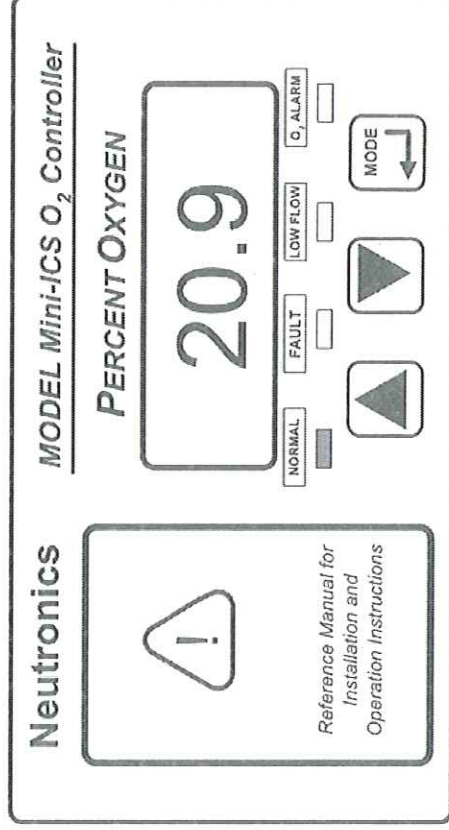 Neutronics
!
Reference Manual for
Installation and
Operation Instructions
MODEL Mini-ICS O₂ Controller
PERCENT OXYGEN
20.9
NORMAL
FAULT
LOW FLOW
O₂ ALARM
MODE